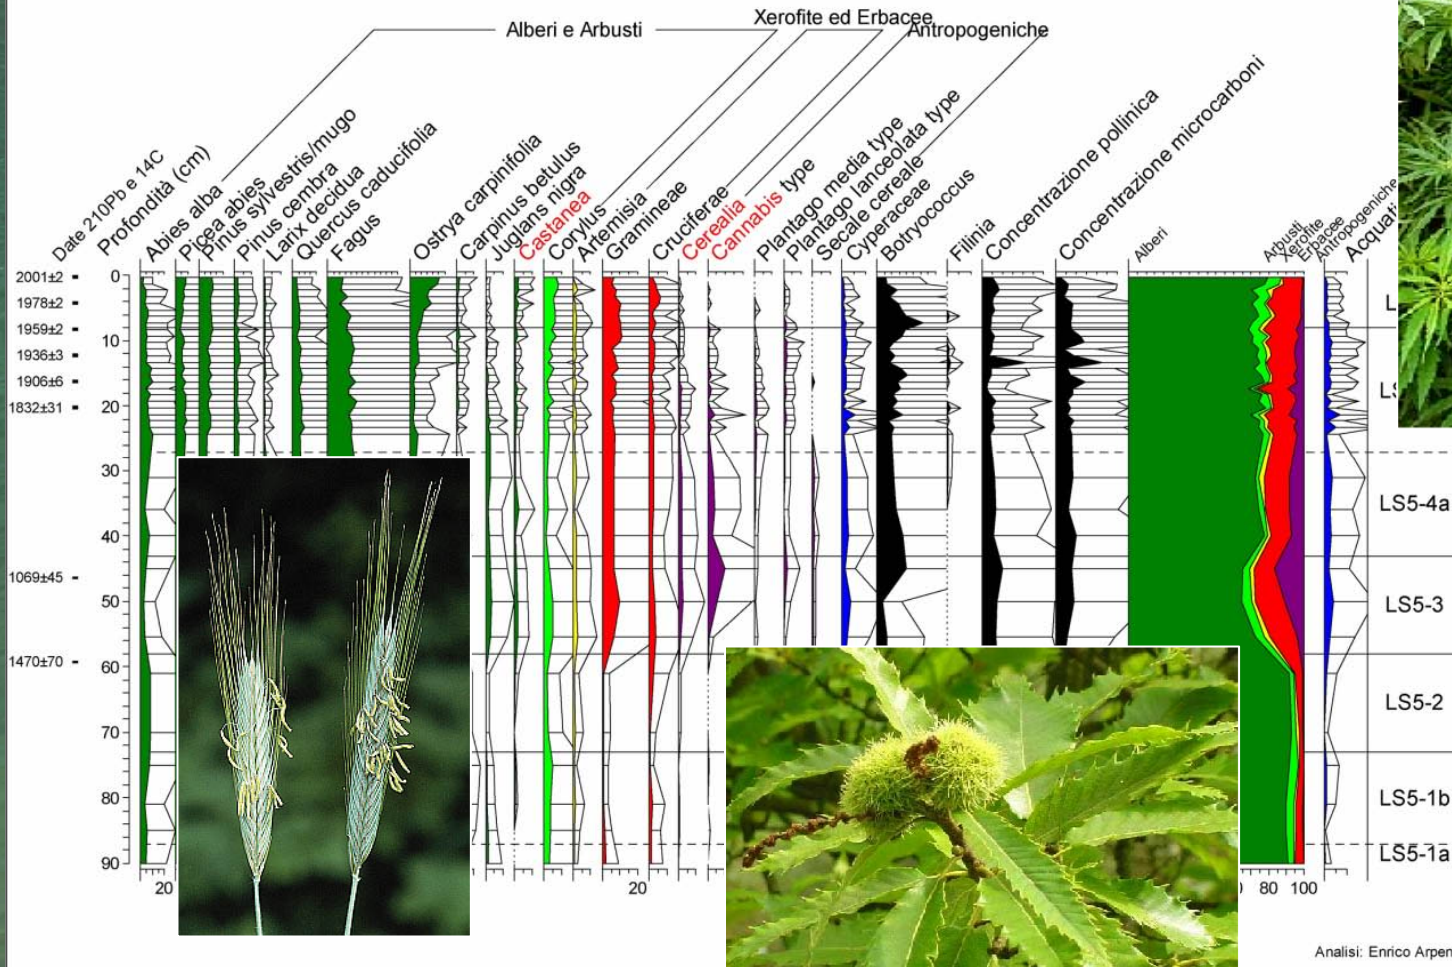 Xerofite ed Erbacee
Alberi e Arbusti
Antropogeniche
Date 210Pb e 14C
Profondità (cm)
Abies alba
Picea abies
Pinus sylvestris/mugo
Pinus cembra
Larix decidua
Quercus caducifolia
Fagus
Ostrya carpinifolia
Carpinus betulus
Juglans nigra
Castanea
Corylus
Artemisia
Gramineae
Cruciferae
Cerealia
Cannabis type
Plantago media type
Plantago lanceolata type
Secale cereale
Cyperaceae
Botryococcus
Filinia
Concentrazione pollinica
Concentrazione microcarboni
Alberi
Arbusti
Xerofite
Erbacee
Antropogeniche
Acquati
2001±2
1978±2
1959±2
1936±3
1906±6
1832±31
1069±45
1470±70
0
10
20
30
40
50
60
70
80
90
LS5-4a
LS5-3
LS5-2
LS5-1b
LS5-1a
20 20 80 100
Analisi: Enrico Arpen